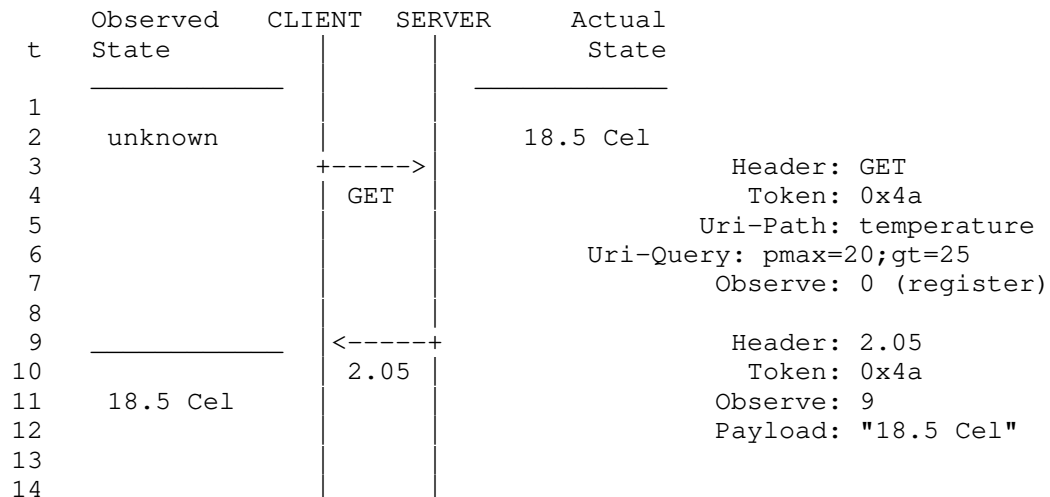 Observed   CLIENT  SERVER     Actual
  t   State         |      |         State
      ____________  |      |  ____________
  1                 |      |
  2    unknown      |      |     18.5 Cel
  3                 +----->|                  Header: GET
  4                 | GET  |                   Token: 0x4a
  5                 |      |                Uri-Path: temperature
  6                 |      |         Uri-Query: pmax=20;gt=25
  7                 |      |                 Observe: 0 (register)
  8                 |      |
  9   ____________  |<-----+                  Header: 2.05
 10                 | 2.05 |                   Token: 0x4a
 11    18.5 Cel     |      |                 Observe: 9
 12                 |      |                 Payload: "18.5 Cel"
 13                 |      |
 14                 |      |